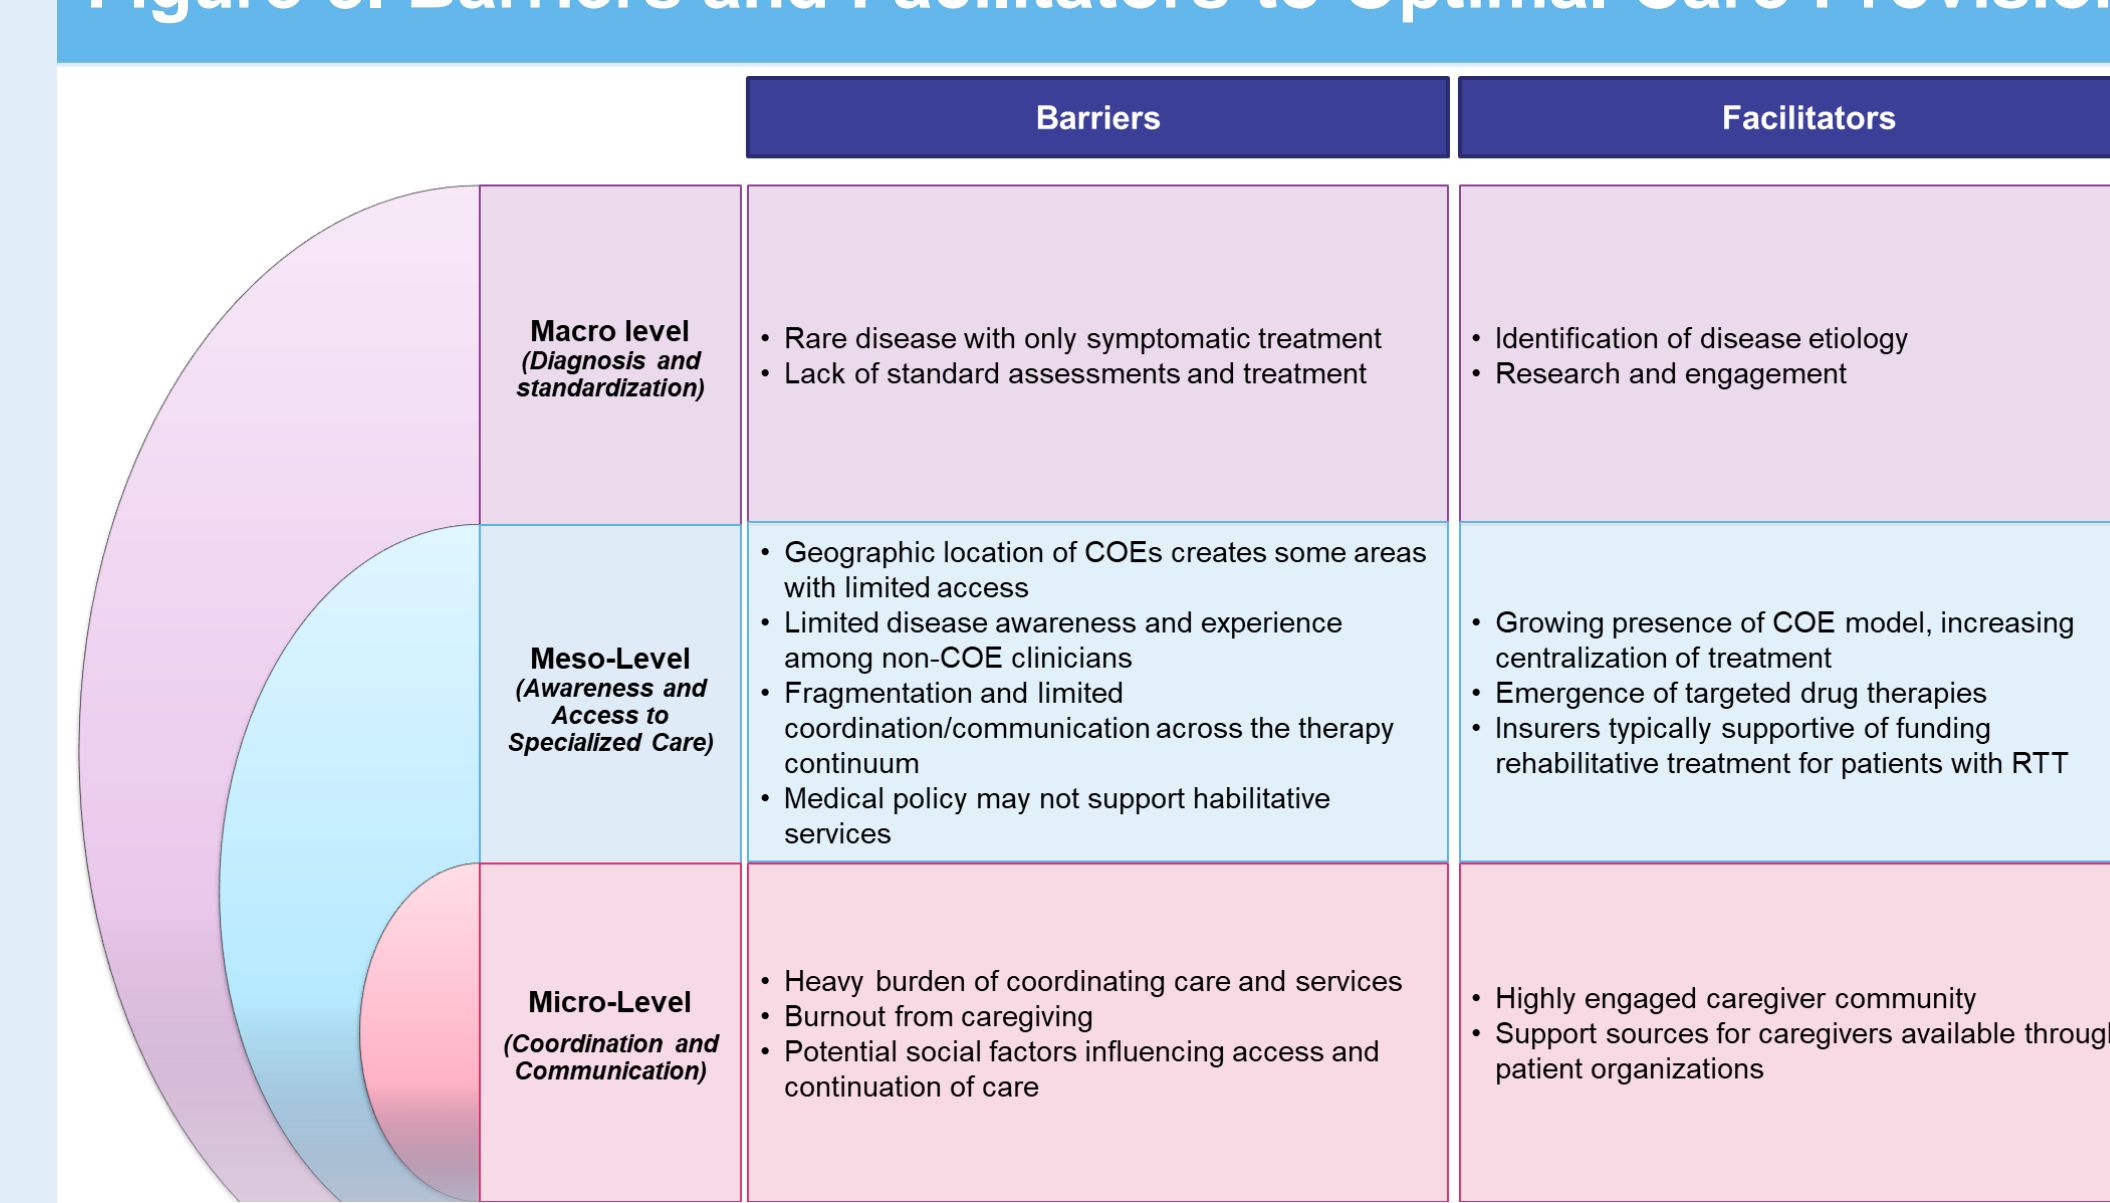 Barriers and Facilitators to Optimal Care
Barriers
Facilitators
Macro level
(Diagnosis and
standardization)
• Rare disease with only symptomatic treatment
• Lack of standard assessments and treatment
• Identification of disease etiology
• Research and engagement
Meso-Level
(Awareness and
Access to
Specialized Care)
• Geographic location of COEs creates some areas
with limited access
• Limited disease awareness and experience
among non-COE clinicians
• Fragmentation and limited
coordination/communication across the therapy
continuum
• Medical policy may not support habilitative
services
• Growing presence of COE model, increasing
centralization of treatment
• Emergence of targeted drug therapies
• Insurers typically supportive of funding
rehabilitative treatment for patients with RTT
Micro-Level
(Coordination and
Communication)
• Heavy burden of coordinating care and services
• Burnout from caregiving
• Potential social factors influencing access and
continuation of care
• Highly engaged caregiver community
• Support sources for caregivers available
patient organizations